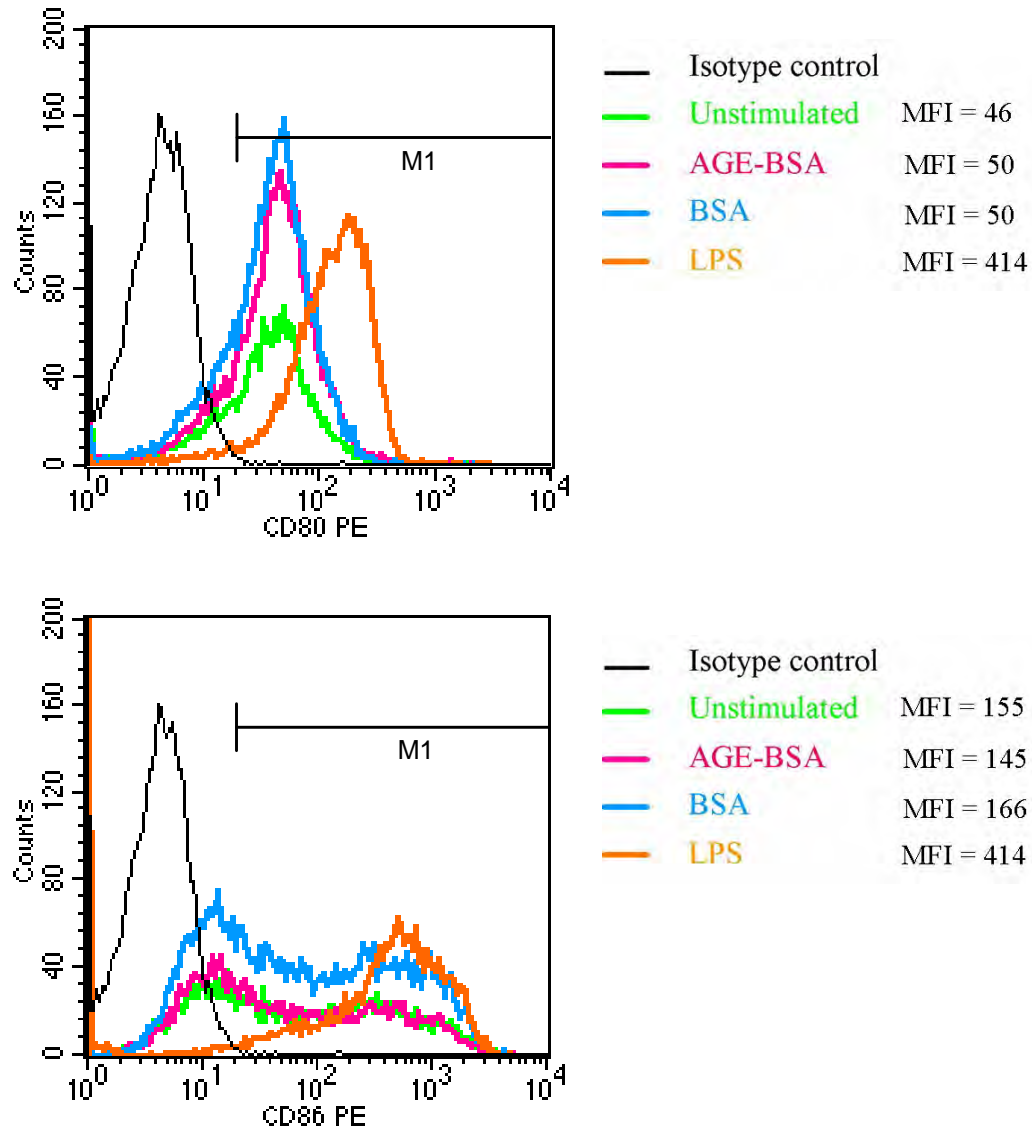 200
160
120
80
40
0
Counts
M1
10^0 10^1 10^2 10^3 10^4
CD80 PE
Isotype control
Unstimulated MFI = 46
AGE-BSA MFI = 50
BSA MFI = 50
LPS MFI = 414
200
160
120
80
40
0
Counts
M1
10^0 10^1 10^2 10^3 10^4
CD86 PE
Isotype control
Unstimulated MFI = 155
AGE-BSA MFI = 145
BSA MFI = 166
LPS MFI = 414